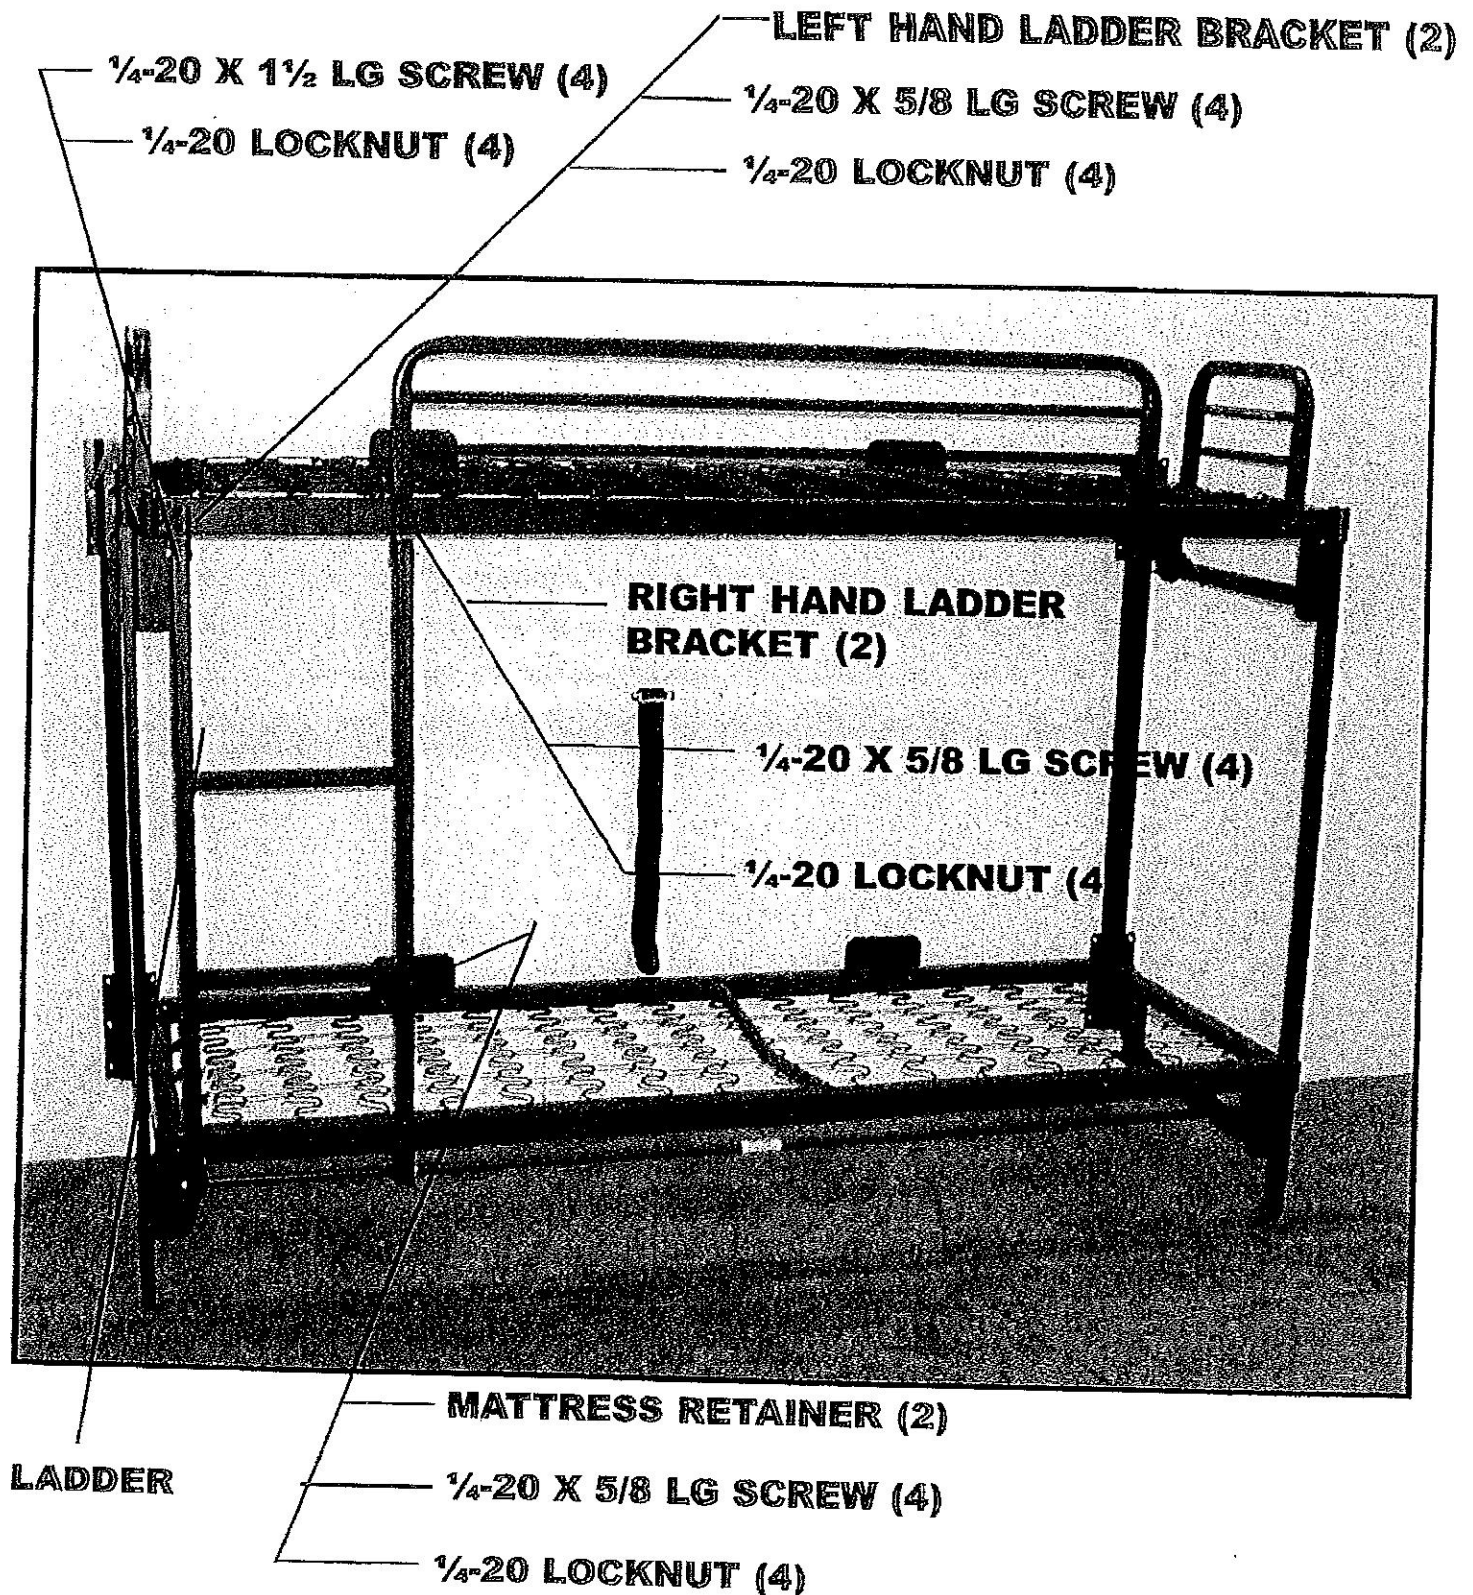 LEFT HAND LADDER BRACKET (2)
¼-20 X 1½ LG SCREW (4)
¼-20 X 5/8 LG SCREW (4)
¼-20 LOCKNUT (4)
¼-20 LOCKNUT (4)
RIGHT HAND LADDER
BRACKET (2)
¼-20 X 5/8 LG SCREW (4)
¼-20 LOCKNUT (4
MATTRESS RETAINER (2)
LADDER
¼-20 X 5/8 LG SCREW (4)
¼-20 LOCKNUT (4)